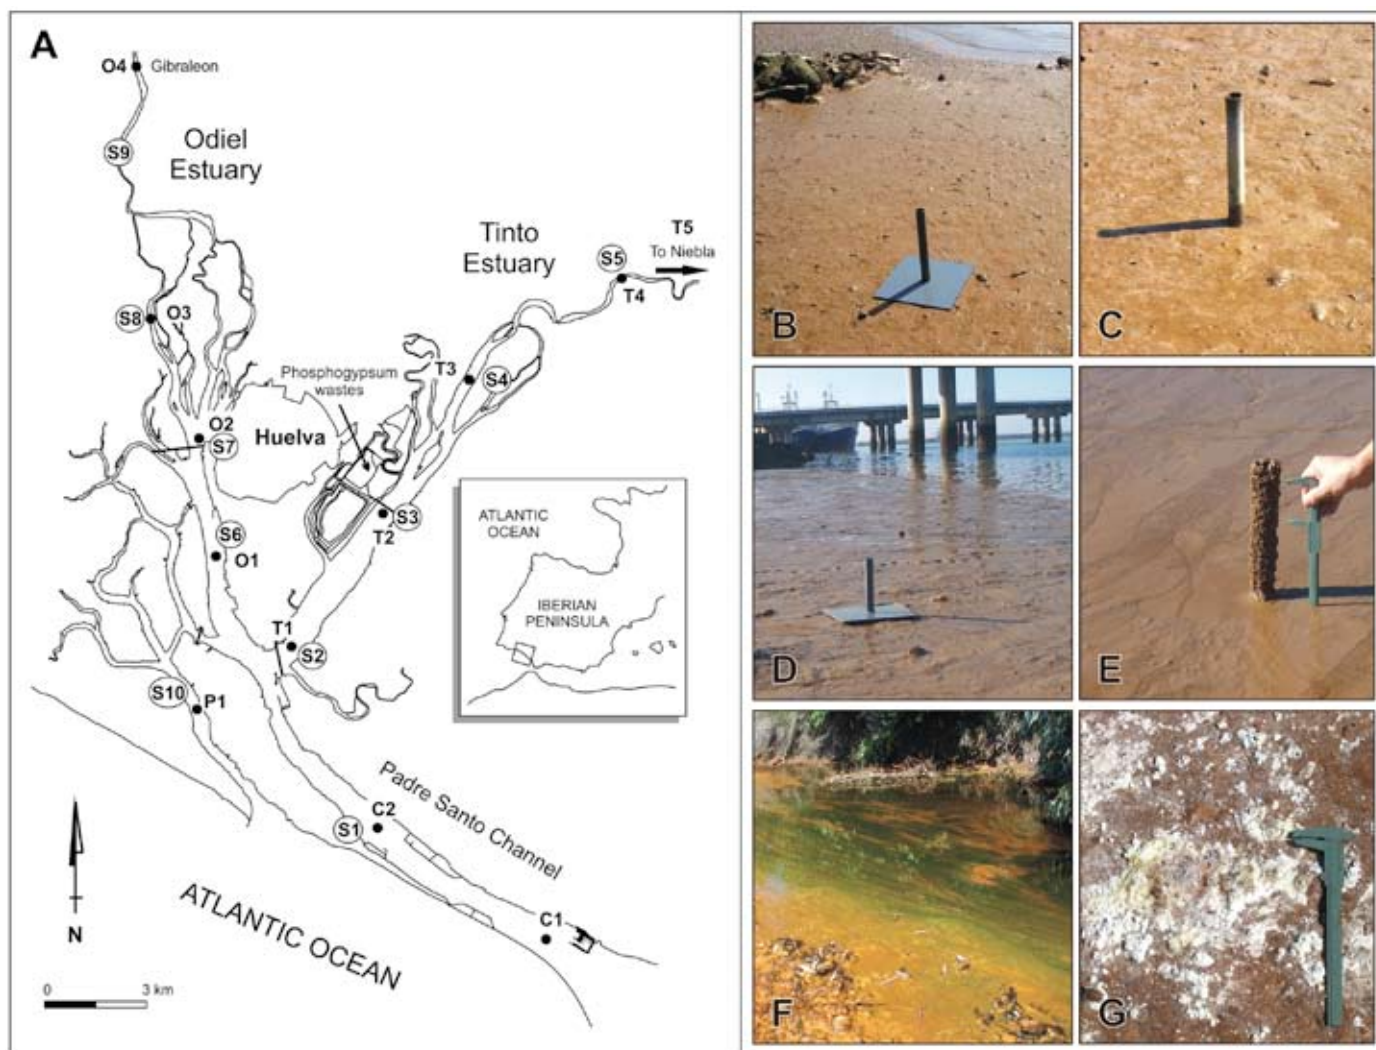 A
O4
Gibraleon
S9
Odiel
Estuary
Tinto
Estuary
T5
To Niebla
S5
T4
S8
O3
T3
S4
Phosphogypsum
wastes
O2
S7
Huelva
S3
T2
S6
O1
T1
S2
ATLANTIC
OCEAN
IBERIAN
PENINSULA
S10
P1
Padre Santo Channel
C2
S1
C1
ATLANTIC OCEAN
N
0
3 km
B
C
D
E
F
G